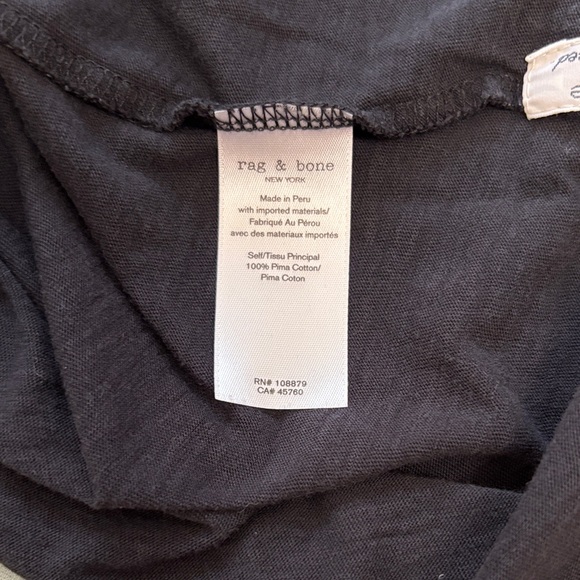 rag & bone
NEW YORK
Made in Peru
with imported materials/
Fabriqué Au Pérou
avec des materiaux importés
Self/Tissu Principal
100% Pima Cotton/
Pima Coton
RN# 108879
CA# 45760